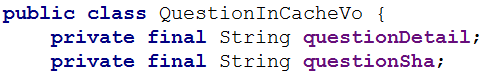 public class QuestionInCacheVo {
    private final String questionDetail;
    private final String questionSha;